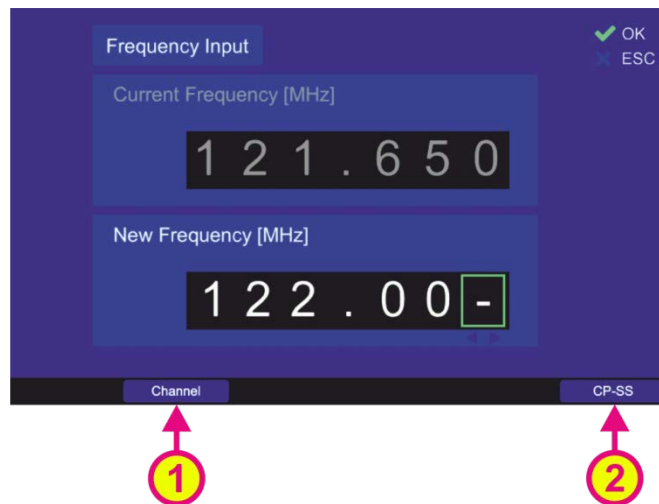 Frequency Input
OK
ESC
Current Frequency [MHz]
121.650
New Frequency [MHz]
122.00-
Channel
CP-SS
1
2